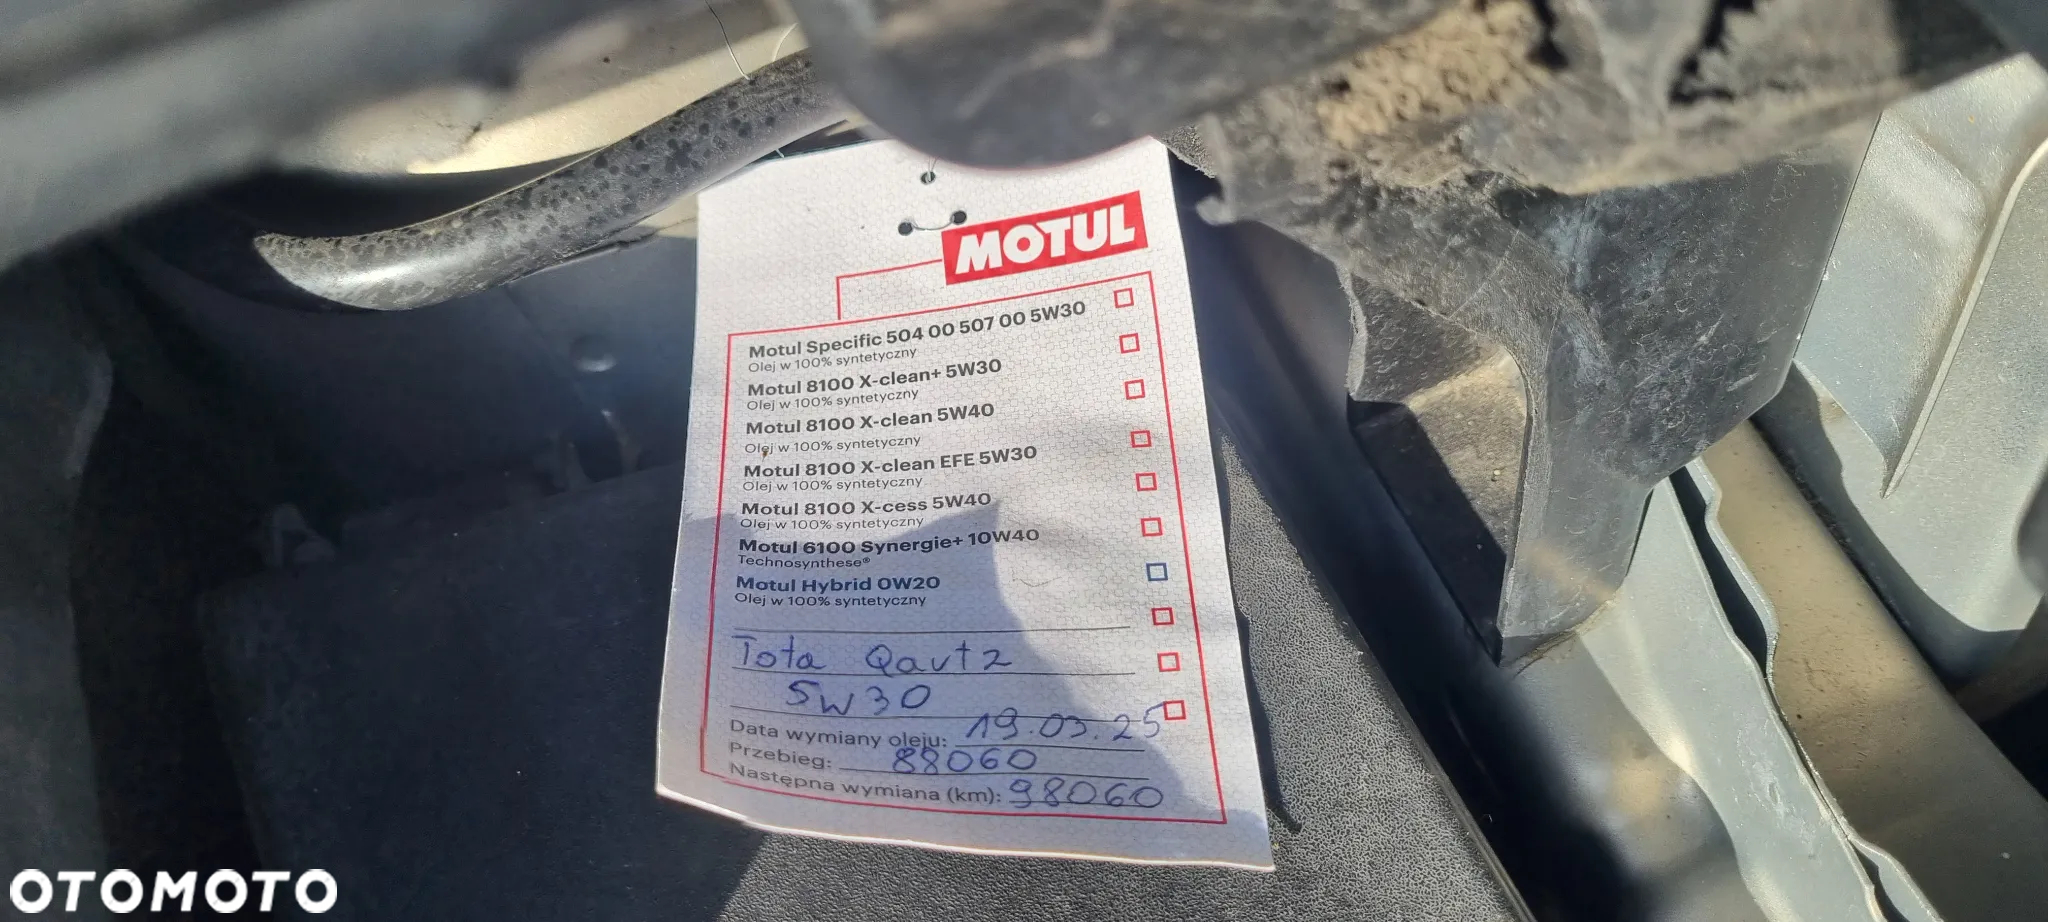 MOTUL
Motul Specific 504 00 507 00 5W30
Olej w 100% syntetyczny
Motul 8100 X-clean+ 5W30
Olej w 100% syntetyczny
Motul 8100 X-clean 5W40
Olej w 100% syntetyczny
Motul 8100 X-clean EFE 5W30
Olej w 100% syntetyczny
Motul 8100 X-cess 5W40
Olej w 100% syntetyczny
Motul 6100 Synergie+ 10W40
Technosynthese®
Motul Hybrid 0W20
Olej w 100% syntetyczny
Tota Qavtz
5W30
Data wymiany oleju: 19.03.25
Przebieg: 88060
Następna wymiana (km): 98060
OTOMOTO